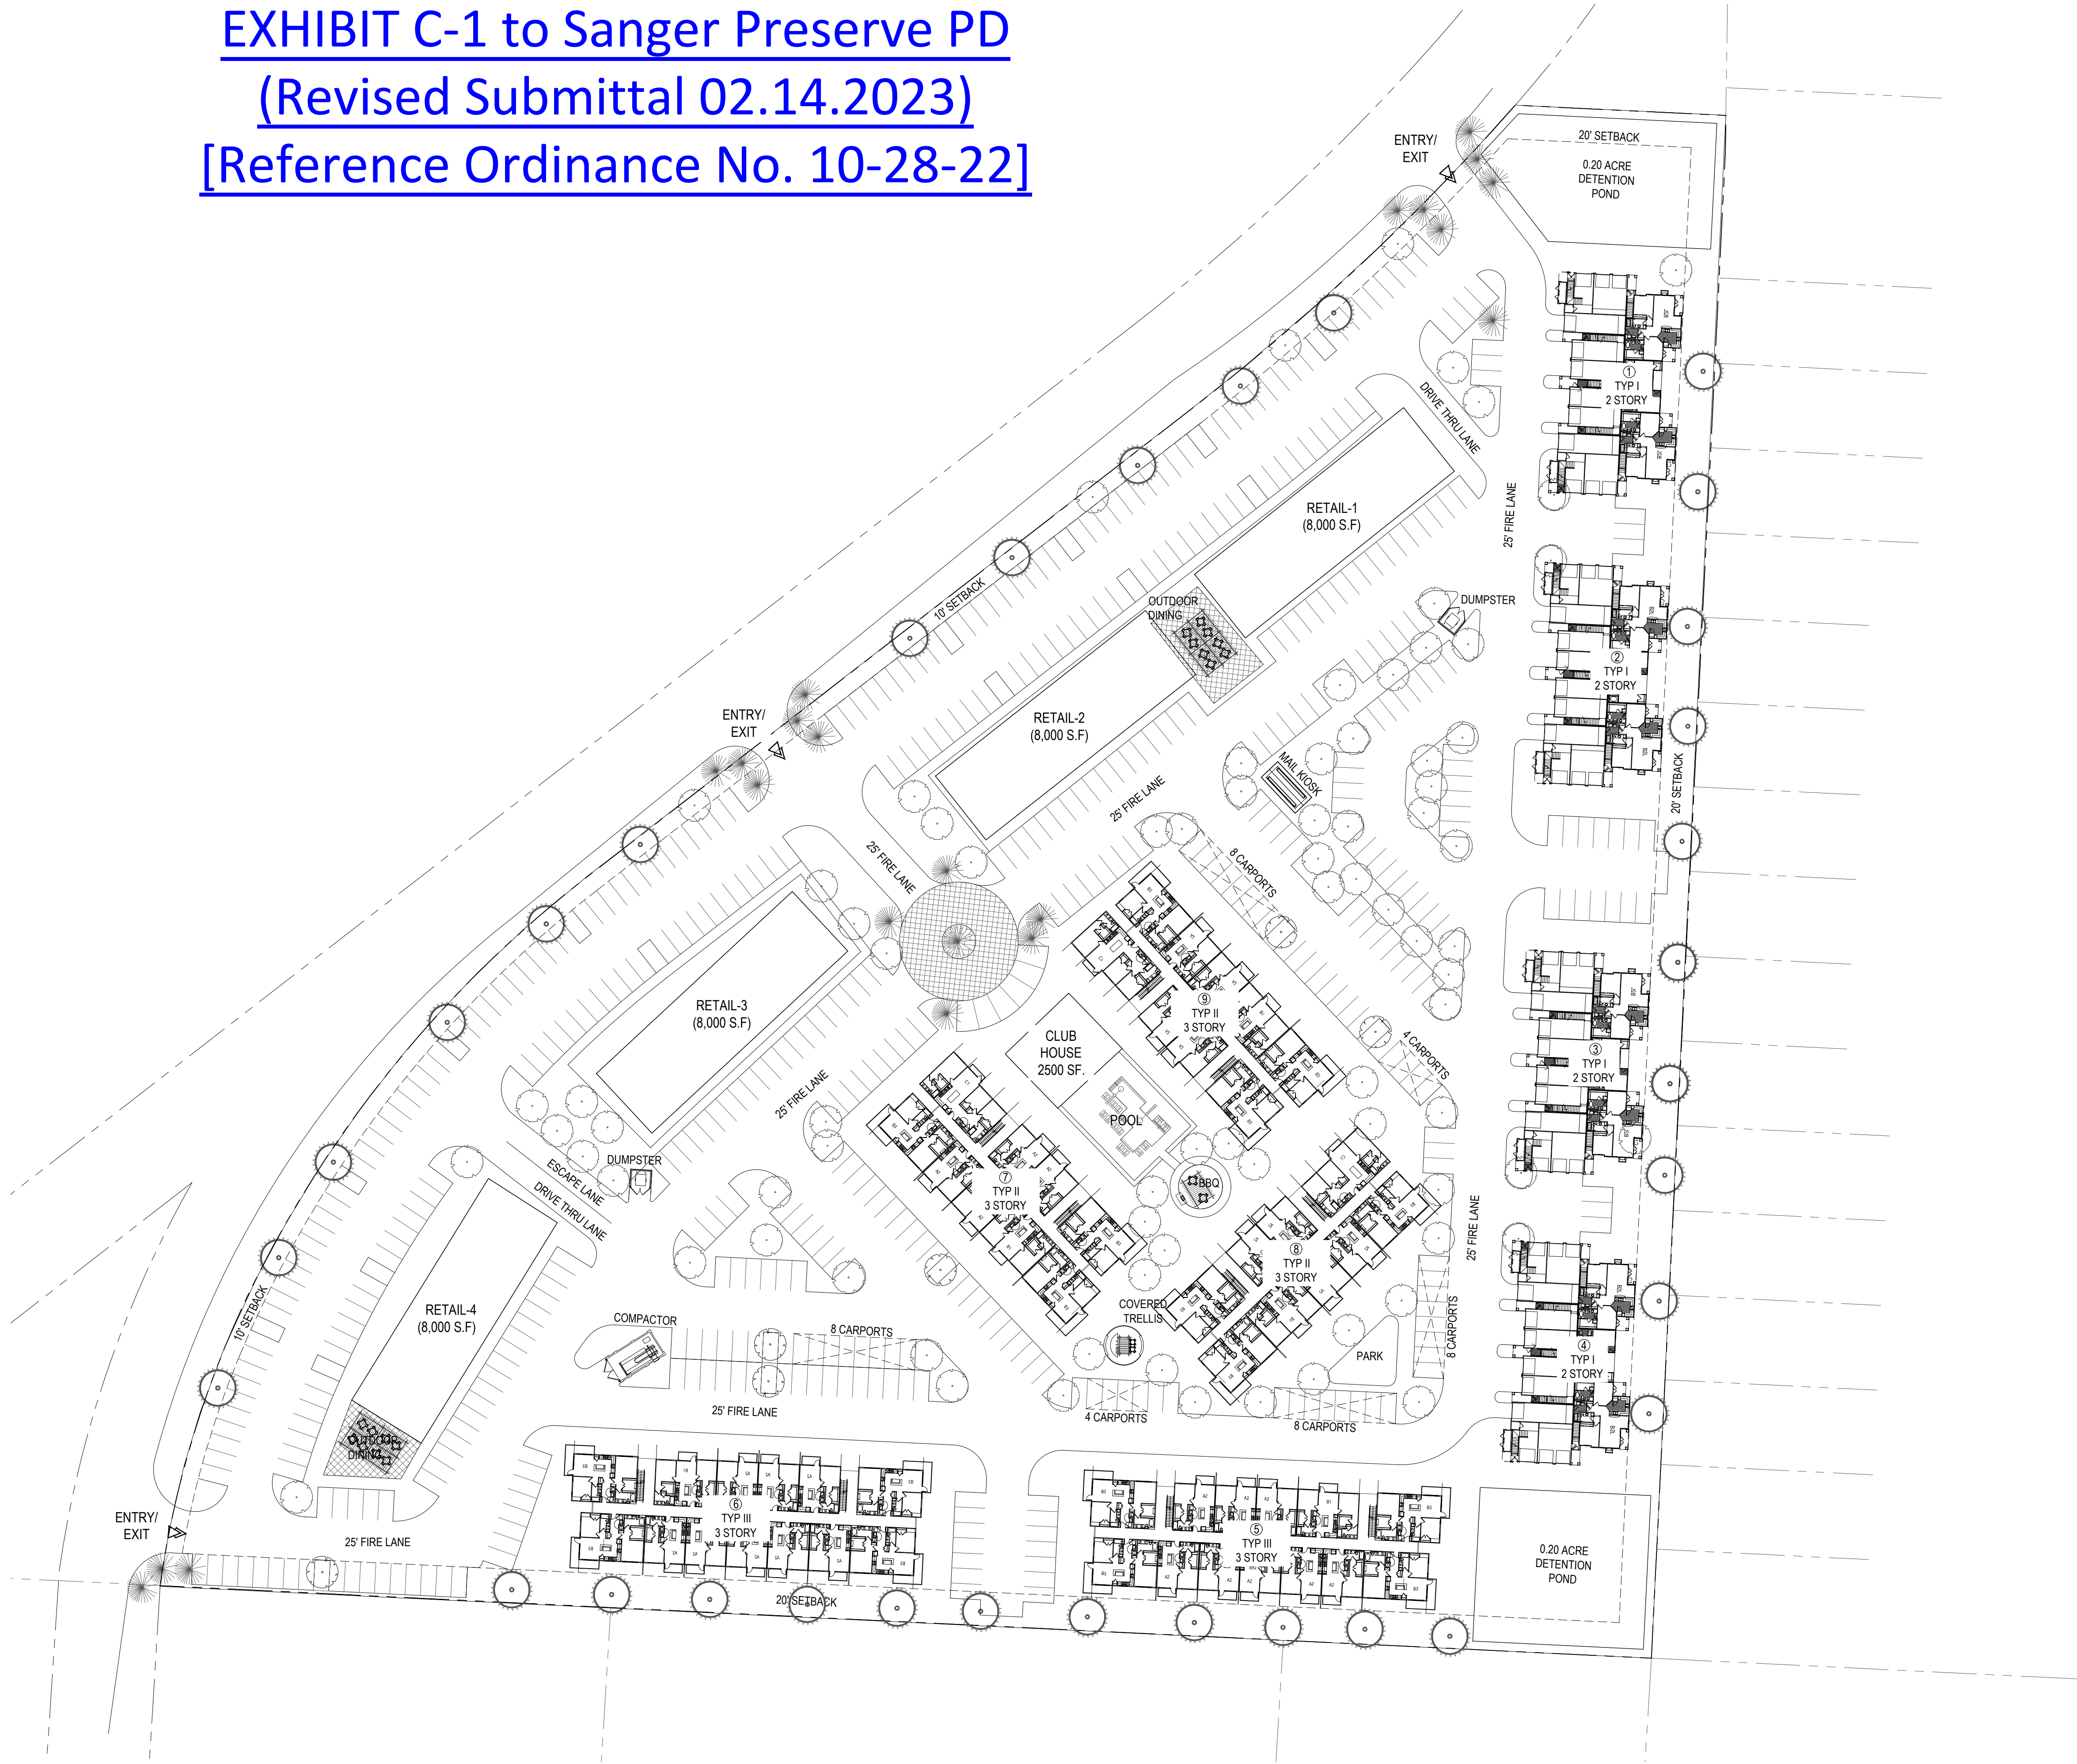 EXHIBIT C-1 to Sanger Preserve PD
(Revised Submittal 02.14.2023)
[Reference Ordinance No. 10-28-22]
ENTRY/
EXIT
20' SETBACK
0.20 ACRE
DETENTION
POND
1
TYP I
2 STORY
DRIVE THRU LANE
RETAIL-1
(8,000 S.F)
25' FIRE LANE
10' SETBACK
OUTDOOR
DINING
DUMPSTER
2
TYP I
2 STORY
ENTRY/
EXIT
RETAIL-2
(8,000 S.F)
MAIL KIOSK
20' SETBACK
25' FIRE LANE
25' FIRE LANE
8 CARPORTS
RETAIL-3
(8,000 S.F)
9
TYP II
3 STORY
CLUB
HOUSE
2500 SF.
4 CARPORTS
3
TYP I
2 STORY
25' FIRE LANE
POOL
ESCAPE LANE
DRIVE THRU LANE
DUMPSTER
7
TYP II
3 STORY
BBQ
25' FIRE LANE
8
TYP II
3 STORY
10' SETBACK
RETAIL-4
(8,000 S.F)
COMPACTOR
8 CARPORTS
COVERED
TRELLIS
PARK
8 CARPORTS
4
TYP I
2 STORY
25' FIRE LANE
4 CARPORTS
8 CARPORTS
OUTDOOR
DINING
6
TYP III
3 STORY
5
TYP III
3 STORY
ENTRY/
EXIT
25' FIRE LANE
0.20 ACRE
DETENTION
POND
20' SETBACK